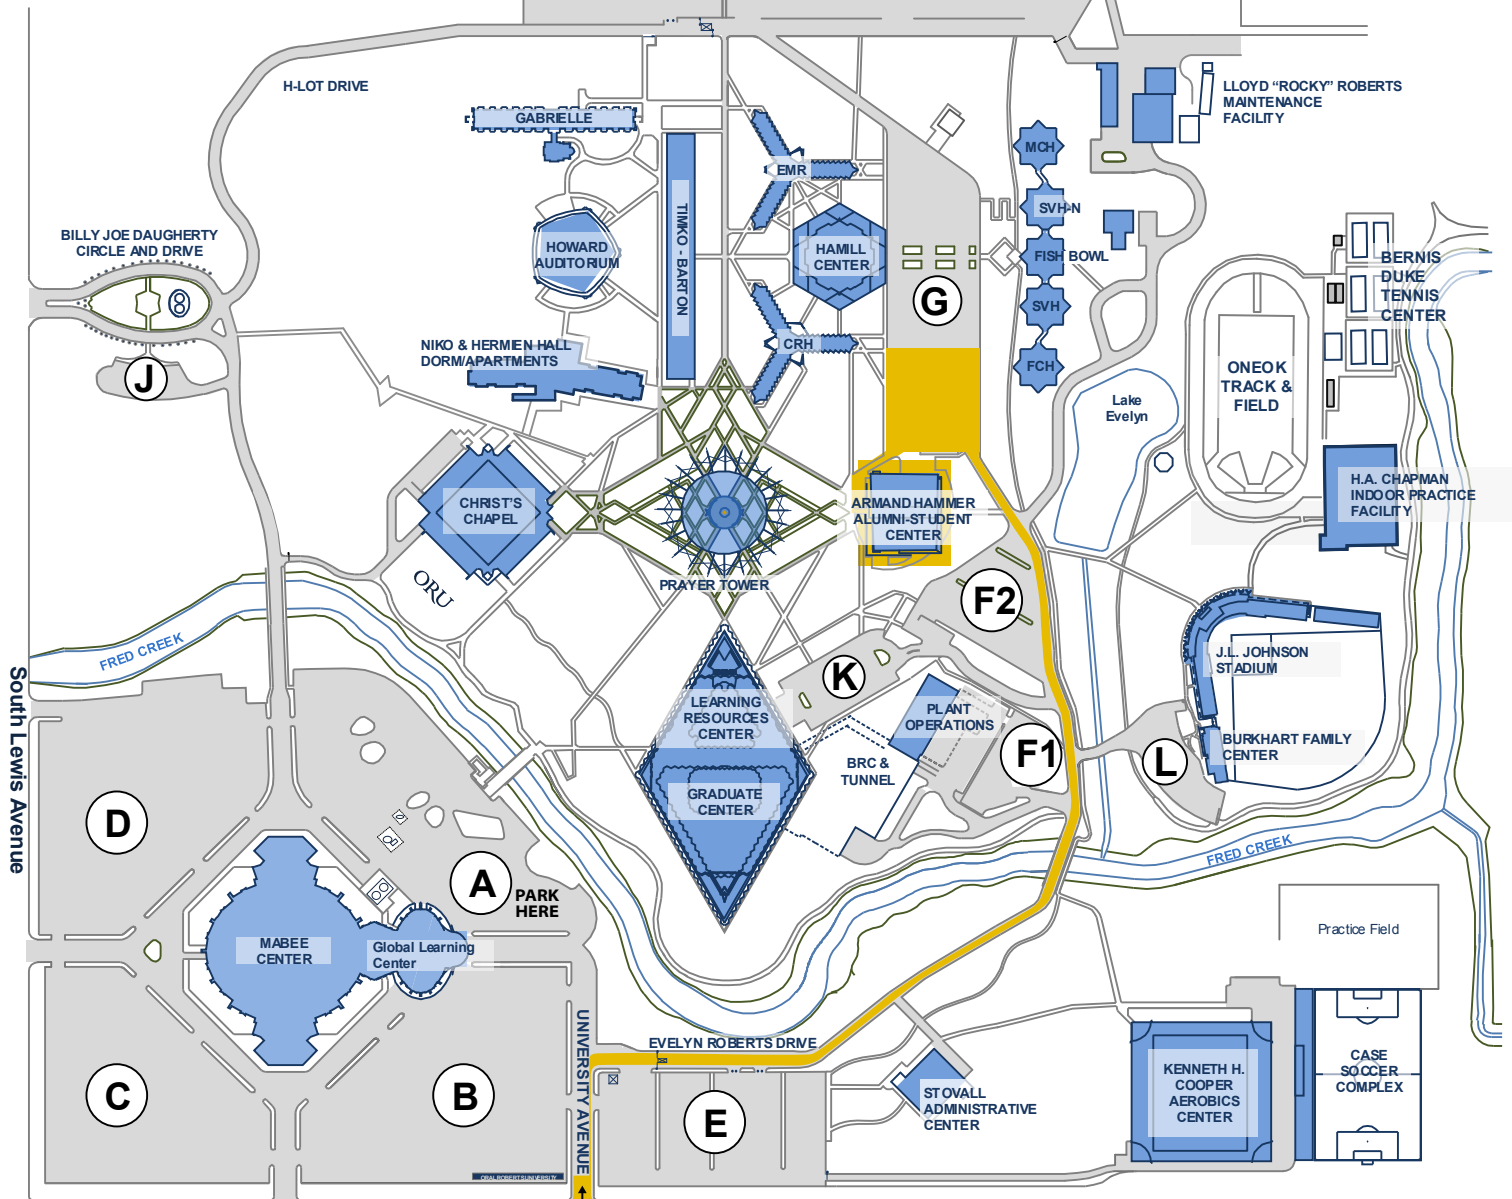 H-LOT DRIVE
LLOYD “ROCKY” ROBERTS
MAINTENANCE
FACILITY
GABRIELLE
MCH
EMR
SVH-N
TIMKO - BARTON
BILLY JOE DAUGHERTY
CIRCLE AND DRIVE
HOWARD
AUDITORIUM
HAMILL
CENTER
FISH BOWL
BERNIS
DUKE
TENNIS
CENTER
G
SVH
NIKO & HERMIEN HALL
DORM/APARTMENTS
CRH
FCH
J
ONEOK
TRACK &
FIELD
Lake
Evelyn
CHRIST'S
CHAPEL
ARMAND HAMMER
ALUMNI-STUDENT
CENTER
H.A. CHAPMAN
INDOOR PRACTICE
FACILITY
ORU
PRAYER TOWER
F2
FRED CREEK
J.L. JOHNSON
STADIUM
K
South Lewis Avenue
LEARNING
RESOURCES
CENTER
PLANT
OPERATIONS
F1
BURKHART FAMILY
CENTER
L
BRC &
TUNNEL
GRADUATE
CENTER
D
FRED CREEK
A
PARK
HERE
Practice Field
MABEE
CENTER
Global Learning
Center
UNIVERSITY AVENUE
EVELYN ROBERTS DRIVE
C
B
E
STOVALL
ADMINISTRATIVE
CENTER
KENNETH H.
COOPER
AEROBICS
CENTER
CASE
SOCCER
COMPLEX
ORAL ROBERTS UNIVERSITY